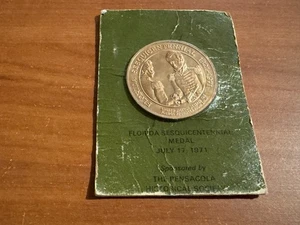 FLORIDA SESQUICENTENNIAL
MEDAL
JULY 17, 1971
Sponsored by
THE PENSACOLA
HISTORICAL SOCIETY